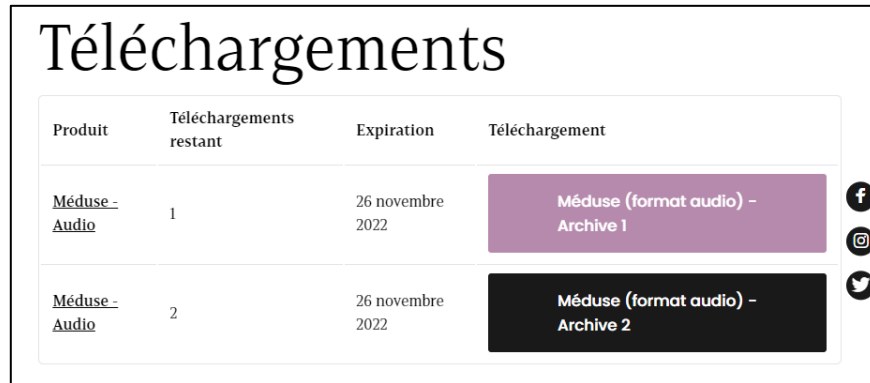 Téléchargements
Produit
Téléchargements
restant
Expiration
Téléchargement
Méduse -
Audio
1
26 novembre
2022
Méduse (format audio) -
Archive 1
Méduse -
Audio
2
26 novembre
2022
Méduse (format audio) -
Archive 2